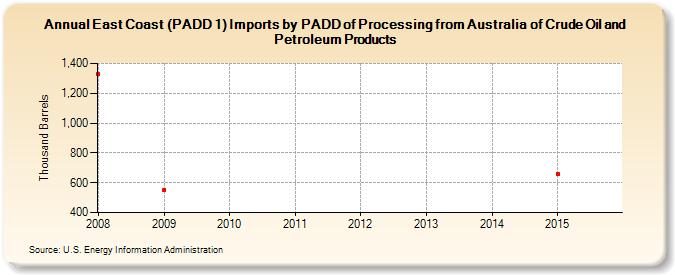 Annual East Coast (PADD 1) Imports by PADD of Processing from Australia of Crude Oil and
Petroleum Products
Thousand Barrels
1,400
1,200
1,000
800
600
400
2008 2009 2010 2011 2012 2013 2014 2015
Source: U.S. Energy Information Administration